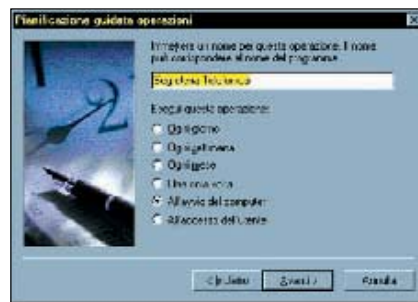 Pianificazione guidata operazioni
Immettere un nome per questa operazione. Il nome
può corrispondere al nome del programma.
Segreteria Telefonica
Esegui questa operazione:
Ogni giorno
Ogni settimana
Ogni mese
Una sola volta
All'avvio del computer
All'accesso dell'utente
< Indietro
Avanti >
Annulla